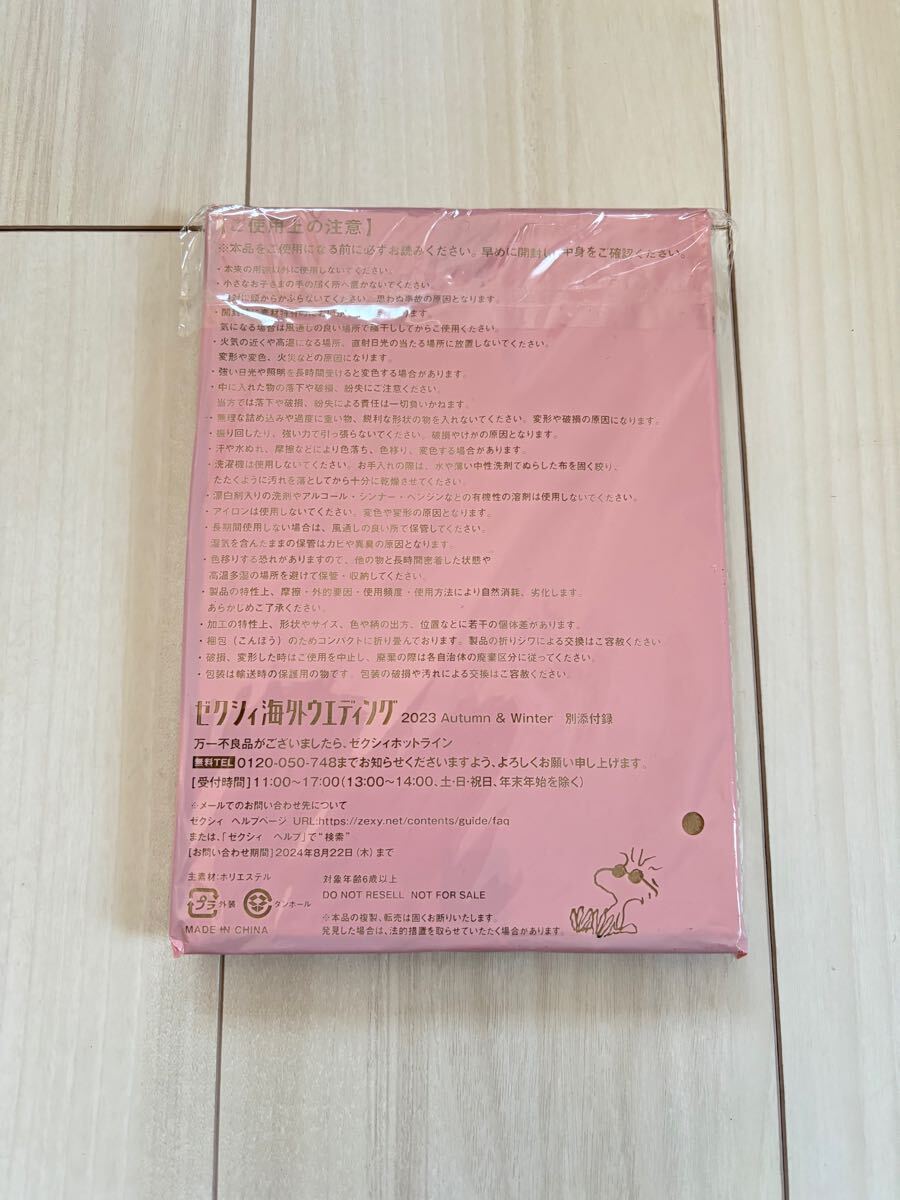 【ご使用上の注意】
※本品をご使用になる前に必ずお読みください。早めに開封し、中身をご確認ください。
・本来の用途以外に使用しないでください。
・小さなお子さまの手の届く所へ置かないでください。
頭からかぶらないでください。思わぬ事故の原因となります。
・開封
気になる場合は風通しの良い場所で陰干ししてからご使用ください。
・火気の近くや高温になる場所、直射日光の当たる場所に放置しないでください。
変形や変色、火災などの原因になります。
・強い日光や照明を長時間受けると変色する場合があります。
・中に入れた物の落下や破損、紛失にご注意ください。
当方では落下や破損、紛失による責任は一切負いかねます。
・無理な詰め込みや過度に重い物、鋭利な形状の物を入れないでください。変形や破損の原因になります。
・振り回したり、強い力で引っ張らないでください。破損やけがの原因となります。
・汗や水ぬれ、摩擦などにより色落ち、色移り、変色する場合があります。
・洗濯機は使用しないでください。お手入れの際は、水や薄い中性洗剤でぬらした布を固く絞り、
たたくように汚れを落としてから十分に乾燥させてください。
・漂白剤入りの洗剤やアルコール・シンナー・ベンジンなどの有機性の溶剤は使用しないでください。
・アイロンは使用しないでください。変色や変形の原因となります。
・長期間使用しない場合は、風通しの良い所で保管してください。
湿気を含んだままの保管はカビや異臭の原因となります。
・色移りする恐れがありますので、他の物と長時間密着した状態や
高温多湿の場所を避けて保管・収納してください。
・製品の特性上、摩擦・外的要因・使用頻度・使用方法により自然消耗、劣化します。
あらかじめご了承ください。
・加工の特性上、形状やサイズ、色や柄の出方、位置などに若干の個体差があります。
・梱包（こんぽう）のためコンパクトに折り畳んでおります。製品の折りジワによる交換はご容赦ください
・破損、変形した時はご使用を中止し、廃棄の際は各自治体の廃棄区分に従ってください。
・包装は輸送時の保護用の物です。包装の破損や汚れによる交換はご容赦ください。
ゼクシィ海外ウエディング 2023 Autumn & Winter 別添付録
万一不良品がございましたら、ゼクシィホットライン
無料TEL 0120-050-748までお知らせくださいますよう、よろしくお願い申し上げます。
[受付時間]11:00〜17:00(13:00〜14:00、土・日・祝日、年末年始を除く)
※メールでのお問い合わせ先について
ゼクシィ ヘルプページ URL:https://zexy.net/contents/guide/faq
または、「ゼクシィ ヘルプ」で“検索”
[お問い合わせ期間]2024年8月22日(木)まで
主素材:ポリエステル
対象年齢6歳以上
プラ 外装 タンホール
DO NOT RESELL NOT FOR SALE
MADE IN CHINA
※本品の複製、転売は固くお断りいたします。
発見した場合は、法的措置を取らせていただく場合があります。